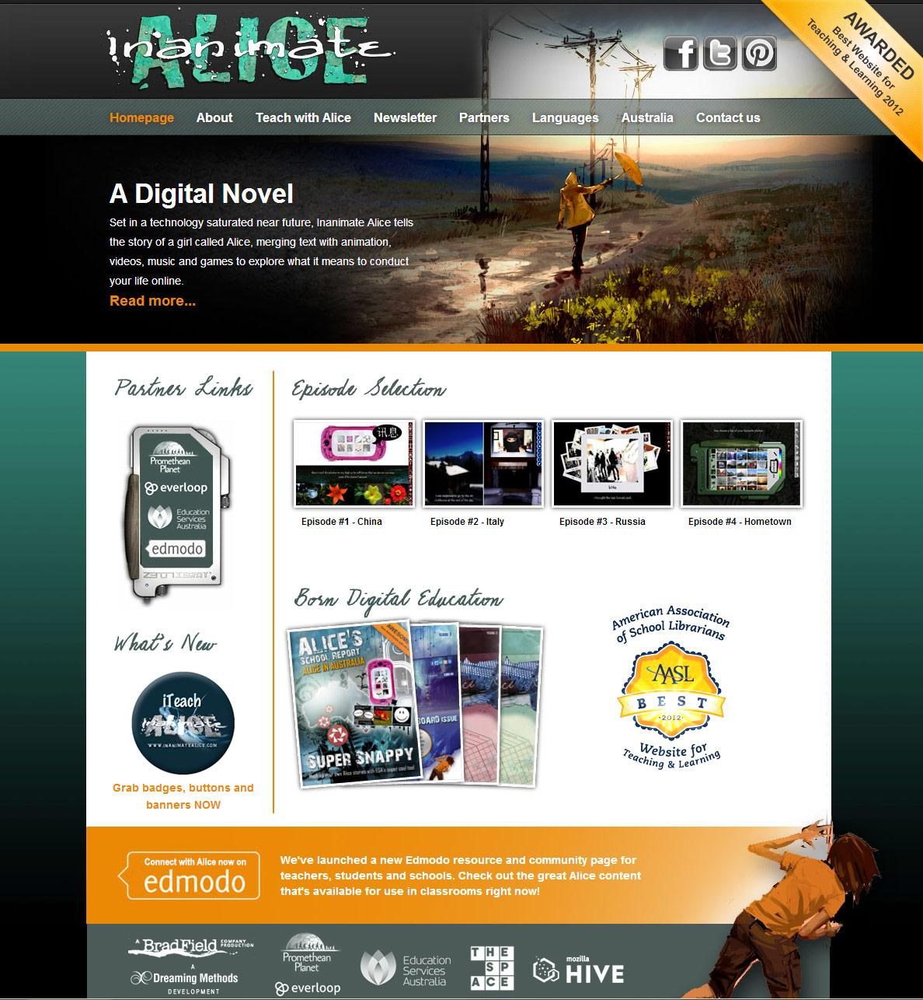 inanimate ALICE
AWARDED
Best Website for
Teaching & Learning 2012
Homepage About Teach with Alice Newsletter Partners Languages Australia Contact us
A Digital Novel
Set in a technology saturated near future, Inanimate Alice tells
the story of a girl called Alice, merging text with animation,
videos, music and games to explore what it means to conduct
your life online.
Read more...
Partner Links
Promethean
Planet
everloop
Education
Services
Australia
edmodo
What's New
iTeach
inanimate ALICE
WWW.INANIMATEALICE.COM
Grab badges, buttons and
banners NOW
Episode Selection
讯息
Episode #1 - China
Episode #2 - Italy
Episode #3 - Russia
Episode #4 - Hometown
Born Digital Education
ALICE'S
SCHOOL REPORT
ALICE IN AUSTRALIA
SUPER SNAPPY
BOARD ISSUE
American Association
of School Librarians
AASL
BEST
2012
Website for
Teaching & Learning
Connect with Alice now on
edmodo
We've launched a new Edmodo resource and community page for
teachers, students and schools. Check out the great Alice content
that's available for use in classrooms right now!
A BradField COMPANY PRODUCTION
A
Dreaming Methods
DEVELOPMENT
Promethean
Planet
everloop
Education
Services
Australia
THE
SP
ACE
mozilla
HIVE